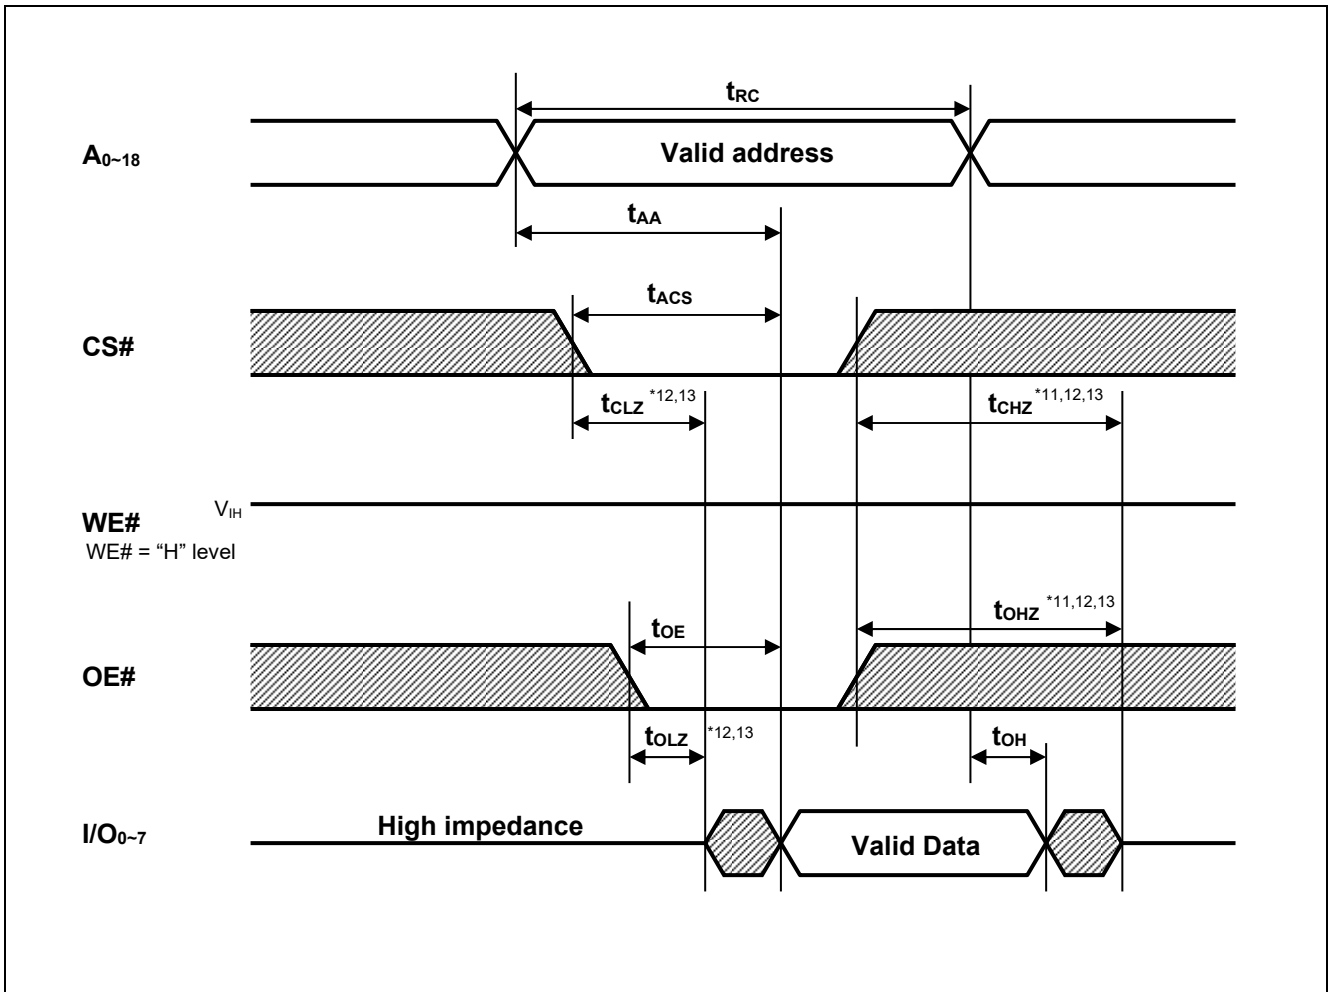 tRC
A0~18
Valid address
tAA
tACS
CS#
tCLZ *12,13
tCHZ *11,12,13
VIH
WE#
WE# = “H” level
tOHZ *11,12,13
tOE
OE#
tOLZ *12,13
tOH
High impedance
I/O0~7
Valid Data